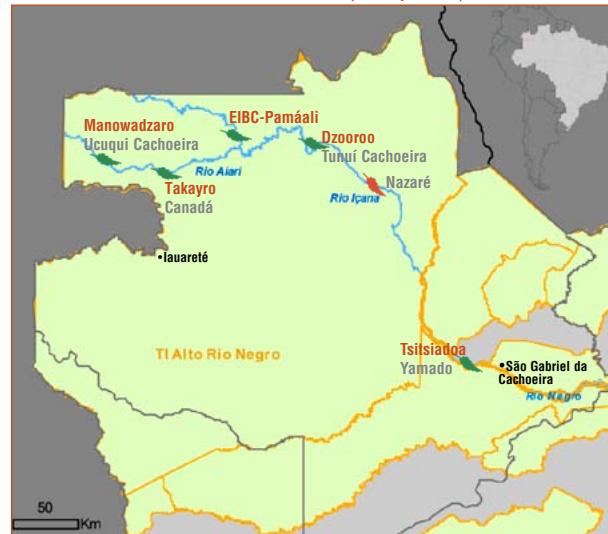 EIBC-Pamáali
Manowadzaro
Ucuqui Cachoeira
Dzooroo
Tunuí Cachoeira
Rio Aiari
Takayro
Canadá
Nazaré
Rio Içana
•Iauareté
TI Alto Rio Negro
Tsitsiadoa
Yamado
•São Gabriel da
Cachoeira
Rio Negro
50
Km